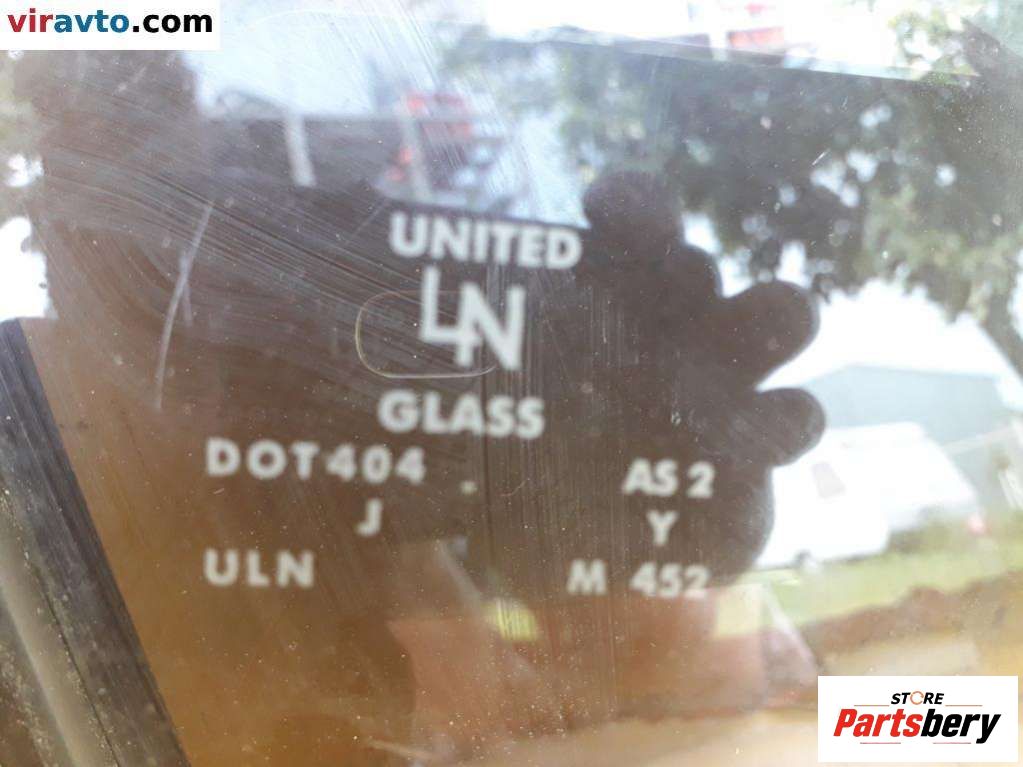 viravto.com
UNITED
LN
GLASS
DOT404 AS 2
J Y
ULN M 452
STORE
Partsbery